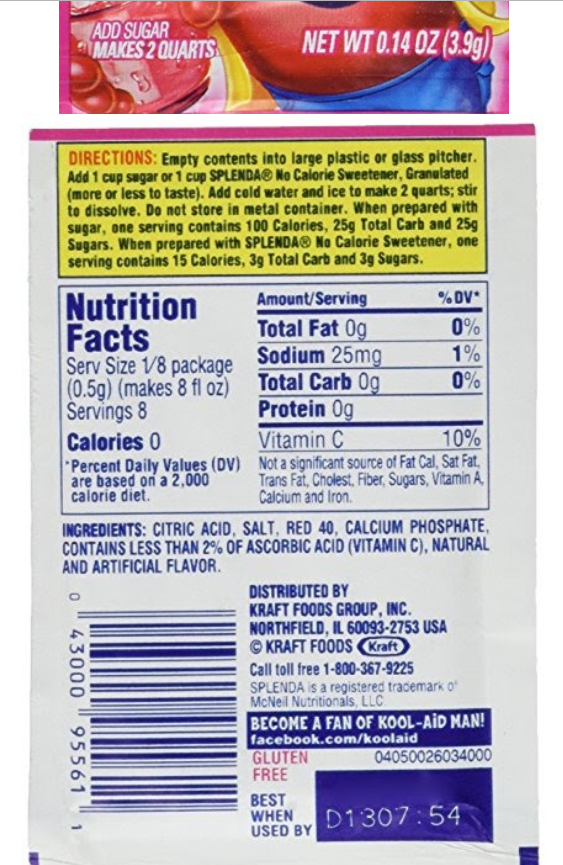 ADD SUGAR
MAKES 2 QUARTS
NET WT 0.14 OZ (3.9g)
DIRECTIONS: Empty contents into large plastic or glass pitcher.
Add 1 cup sugar or 1 cup SPLENDA® No Calorie Sweetener, Granulated
(more or less to taste). Add cold water and ice to make 2 quarts; stir
to dissolve. Do not store in metal container. When prepared with
sugar, one serving contains 100 Calories, 25g Total Carb and 25g
Sugars. When prepared with SPLENDA® No Calorie Sweetener, one
serving contains 15 Calories, 3g Total Carb and 3g Sugars.
Nutrition
Facts
Serv Size 1/8 package
(0.5g) (makes 8 fl oz)
Servings 8
Calories 0
*Percent Daily Values (DV)
are based on a 2,000
calorie diet.
Amount/Serving % DV*
Total Fat 0g 0%
Sodium 25mg 1%
Total Carb 0g 0%
Protein 0g
Vitamin C 10%
Not a significant source of Fat Cal, Sat Fat,
Trans Fat, Cholest, Fiber, Sugars, Vitamin A,
Calcium and Iron.
INGREDIENTS: CITRIC ACID, SALT, RED 40, CALCIUM PHOSPHATE,
CONTAINS LESS THAN 2% OF ASCORBIC ACID (VITAMIN C), NATURAL
AND ARTIFICIAL FLAVOR.
0 43000 95561 1
DISTRIBUTED BY
KRAFT FOODS GROUP, INC.
NORTHFIELD, IL 60093-2753 USA
© KRAFT FOODS Kraft
Call toll free 1-800-367-9225
SPLENDA is a registered trademark of
McNeil Nutritionals, LLC
BECOME A FAN OF KOOL-AID MAN!
facebook.com/koolaid
GLUTEN
FREE
04050026034000
BEST
WHEN
USED BY
D1307:54